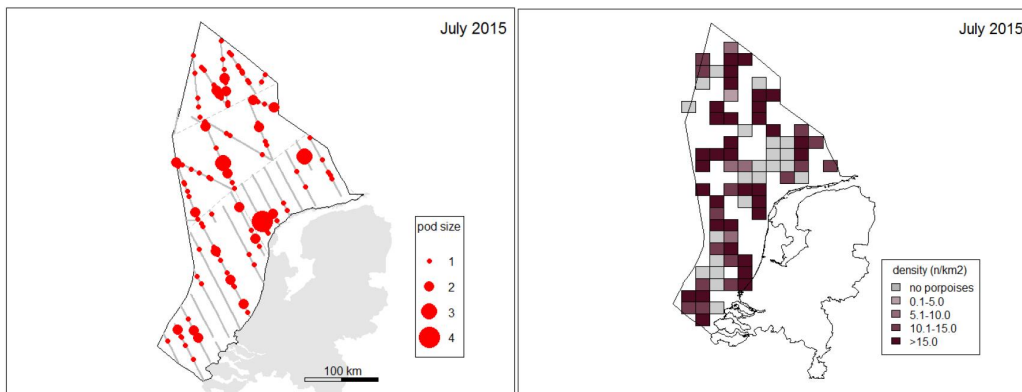 July 2015
pod size
1
2
3
4
100 km
July 2015
density (n/km2)
no porpoises
0.1-5.0
5.1-10.0
10.1-15.0
>15.0